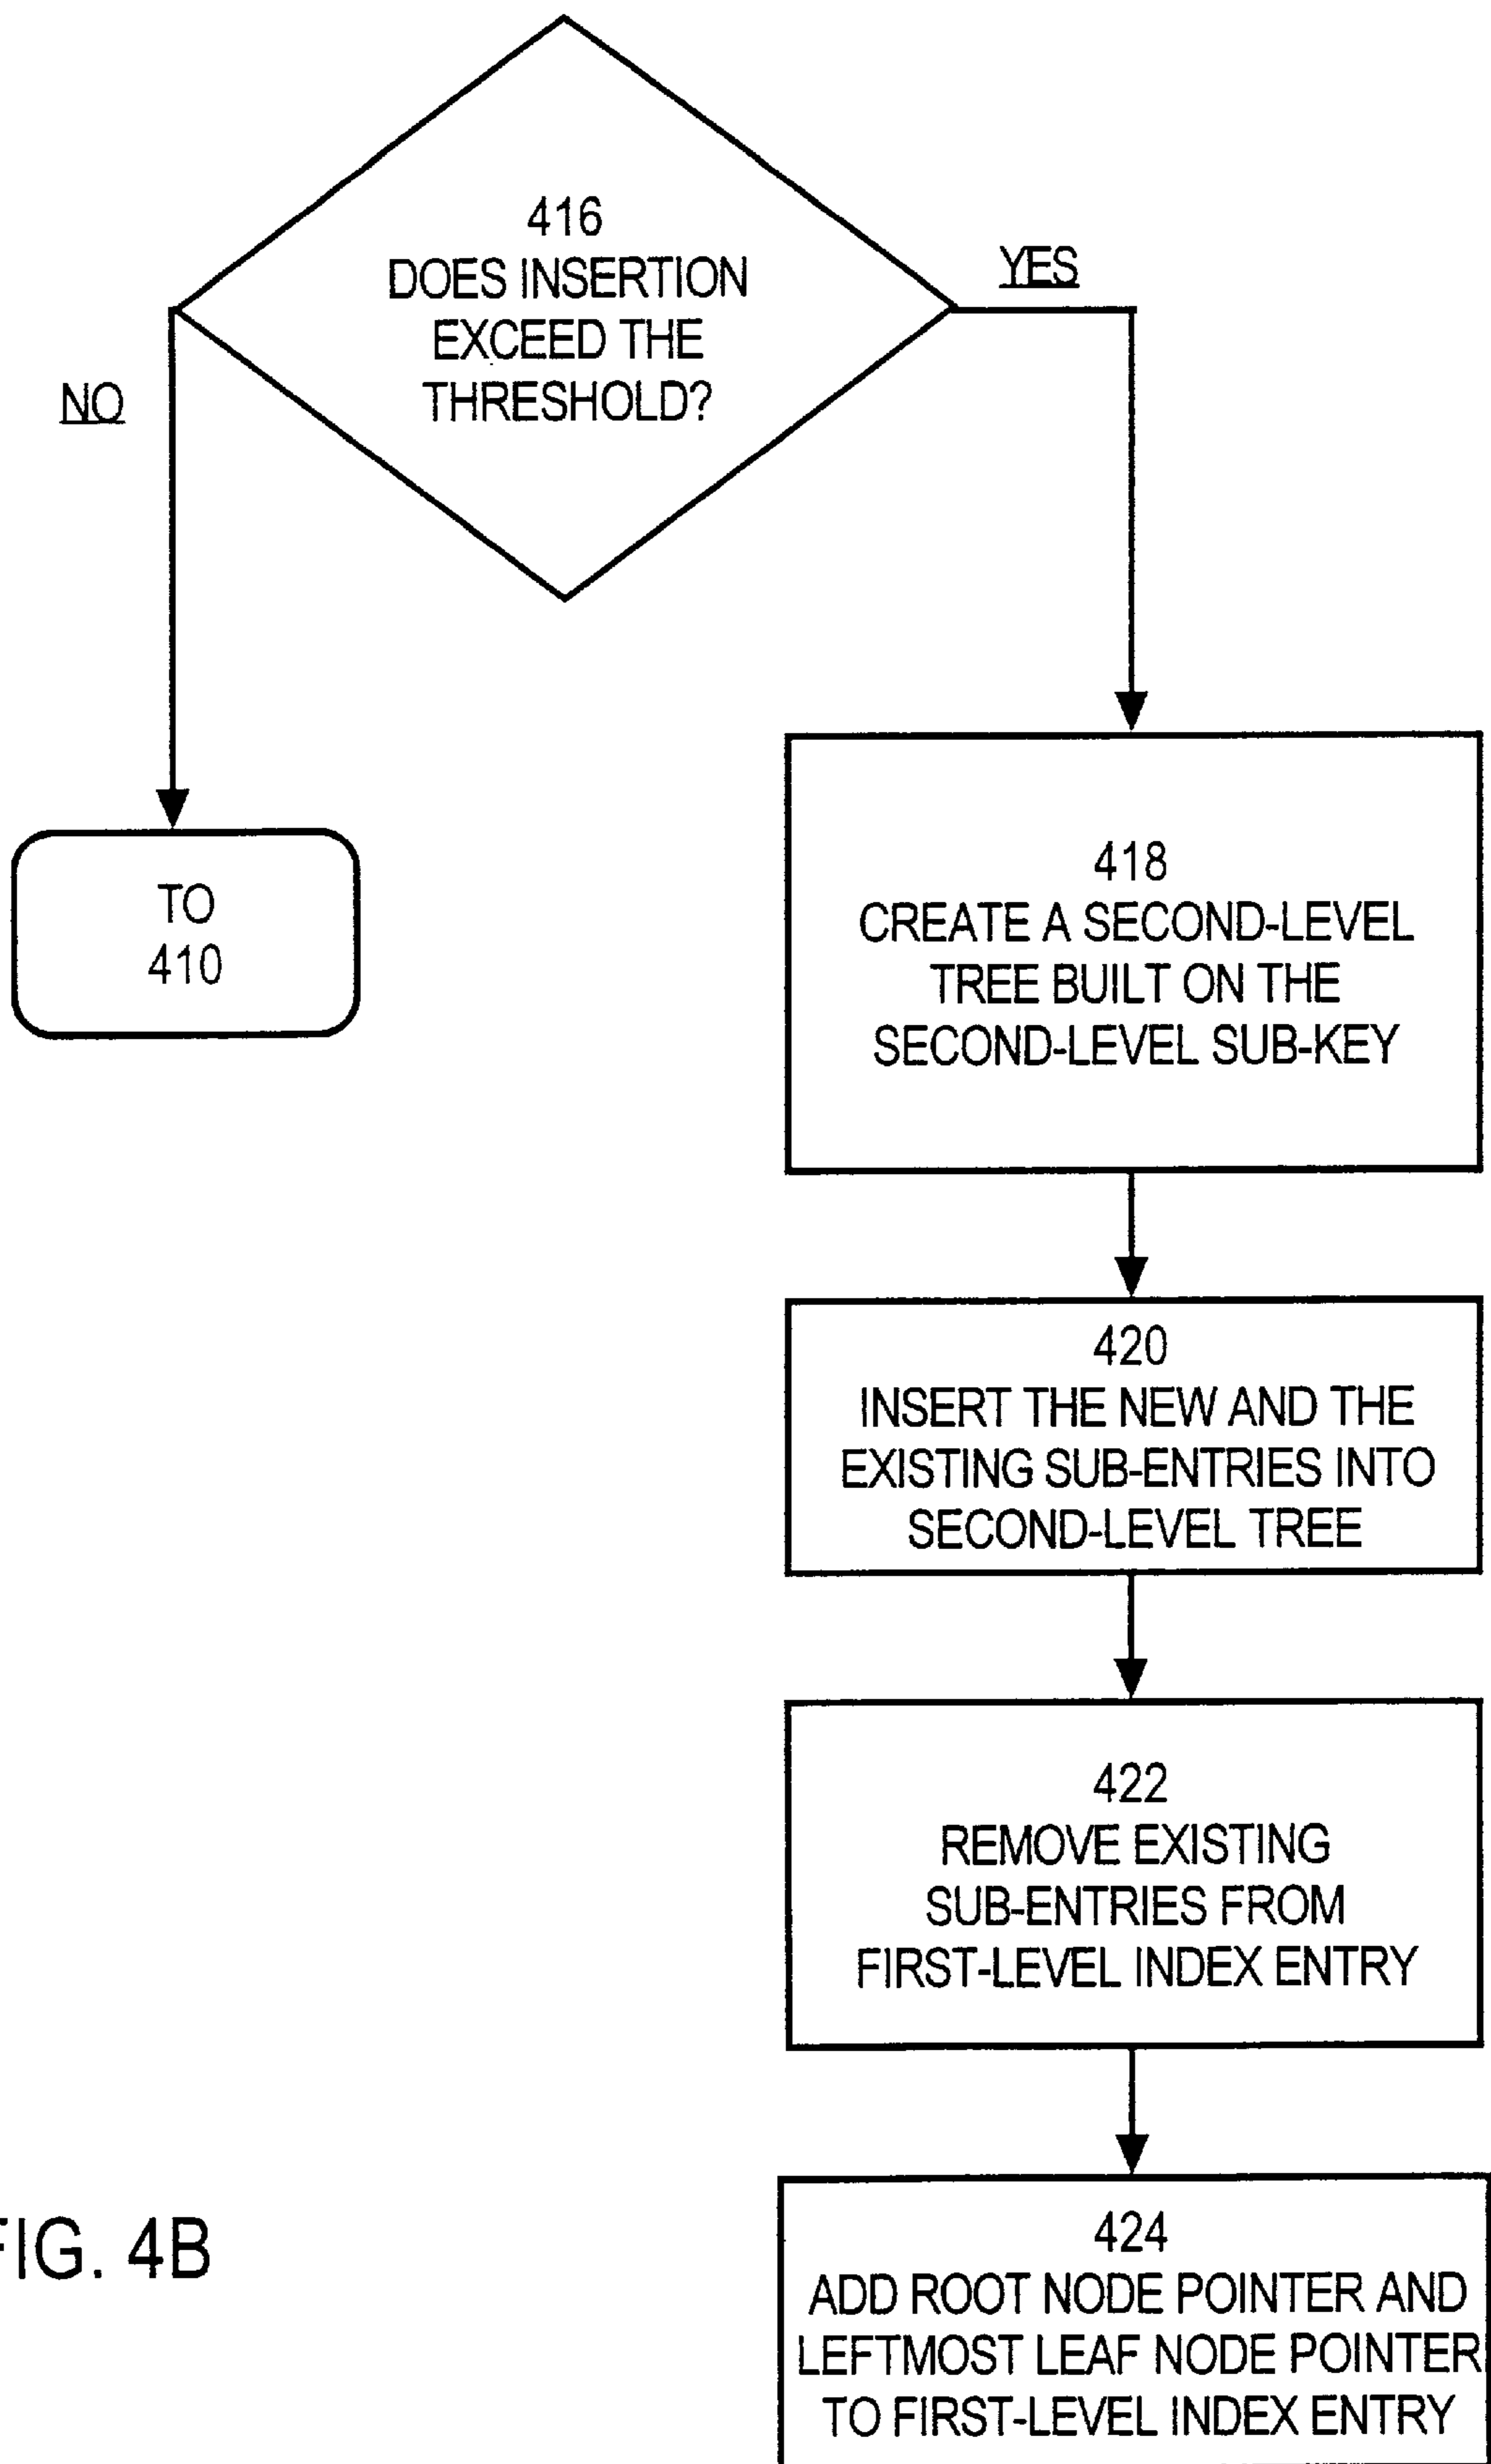 416
DOES INSERTION
EXCEED THE
THRESHOLD?
YES
NO
TO
410
418
CREATE A SECOND-LEVEL
TREE BUILT ON THE
SECOND-LEVEL SUB-KEY
420
INSERT THE NEW AND THE
EXISTING SUB-ENTRIES INTO
SECOND-LEVEL TREE
422
REMOVE EXISTING
SUB-ENTRIES FROM
FIRST-LEVEL INDEX ENTRY
424
ADD ROOT NODE POINTER AND
LEFTMOST LEAF NODE POINTER
TO FIRST-LEVEL INDEX ENTRY
FIG. 4B